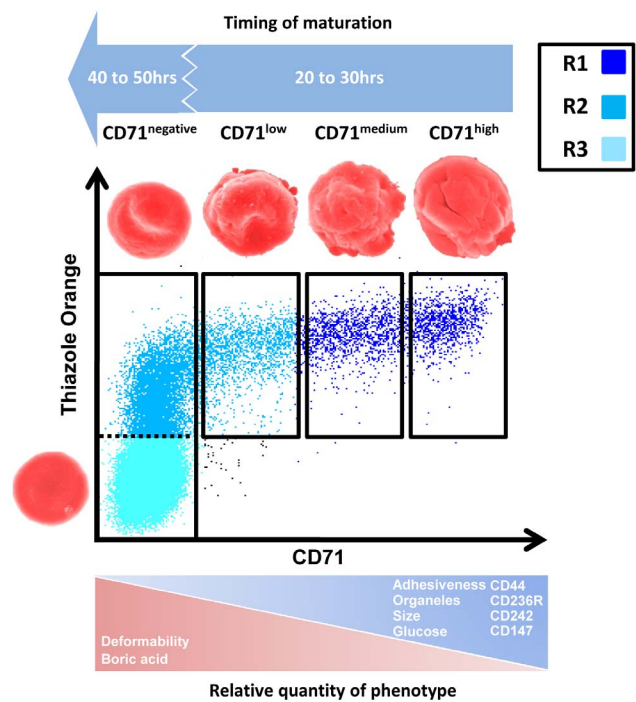 Timing of maturation
40 to 50hrs
20 to 30hrs
R1
R2
R3
CD71negative
CD71low
CD71medium
CD71high
Thiazole Orange
CD71
Adhesiveness CD44
Organeles CD236R
Size CD242
Glucose CD147
Deformability
Boric acid
Relative quantity of phenotype